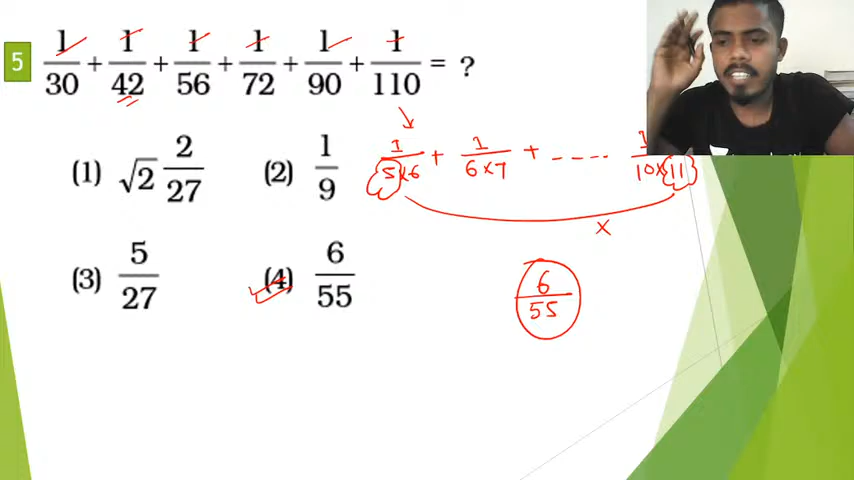 5 1/30 + 1/42 + 1/56 + 1/72 + 1/90 + 1/110 = ?
1/5×6 + 1/6×7 + ---- 1/10×11
×
(1) √2 2/27 (2) 1/9
(3) 5/27 (4) 6/55
6/55